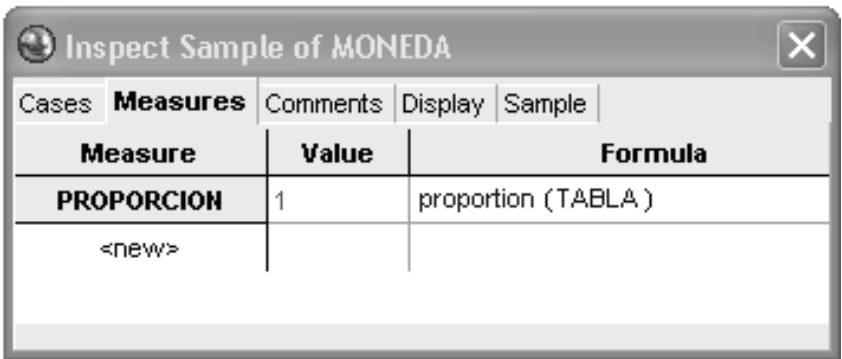 Inspect Sample of MONEDA
Cases Measures Comments Display Sample
Measure Value Formula
PROPORCION 1 proportion (TABLA)
<new>